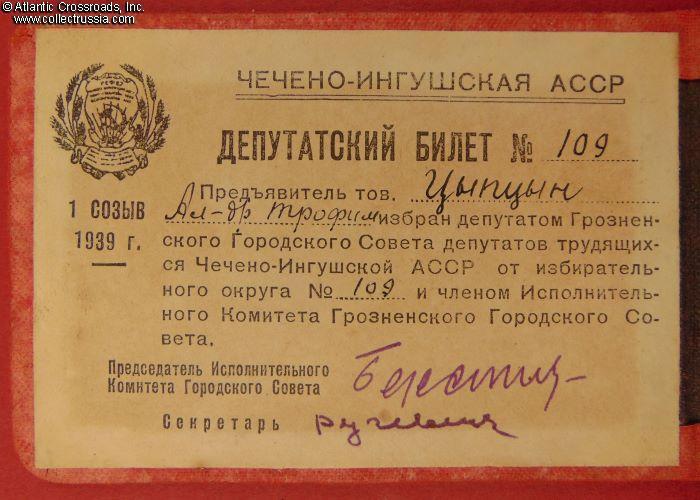 © Atlantic Crossroads, Inc.
www.collectrussia.com
ЧЕЧЕНО-ИНГУШСКАЯ АССР
ДЕПУТАТСКИЙ БИЛЕТ № 109
1 СОЗЫВ
1939 г.
Предъявитель тов. Цыпцын
Ал-др Трофим избран депутатом Грознен-
ского Городского Совета депутатов трудящих-
ся Чечено-Ингушской АССР от избиратель-
ного округа № 109 и членом Исполнитель-
ного Комитета Грозненского Городского Со-
вета.
Председатель Исполнительного
Комитета Городского Совета
Секретарь